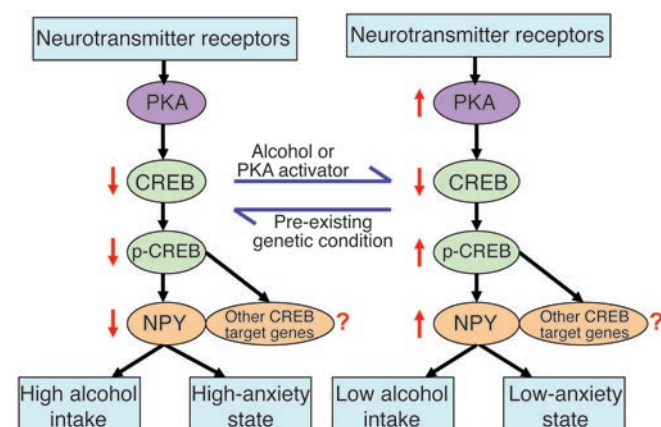 Neurotransmitter receptors
PKA
CREB
p-CREB
NPY
Other CREB
target genes
?
High alcohol
intake
High-anxiety
state
Alcohol or
PKA activator
Pre-existing
genetic condition
Neurotransmitter receptors
PKA
CREB
p-CREB
NPY
Other CREB
target genes
?
Low alcohol
intake
Low-anxiety
state